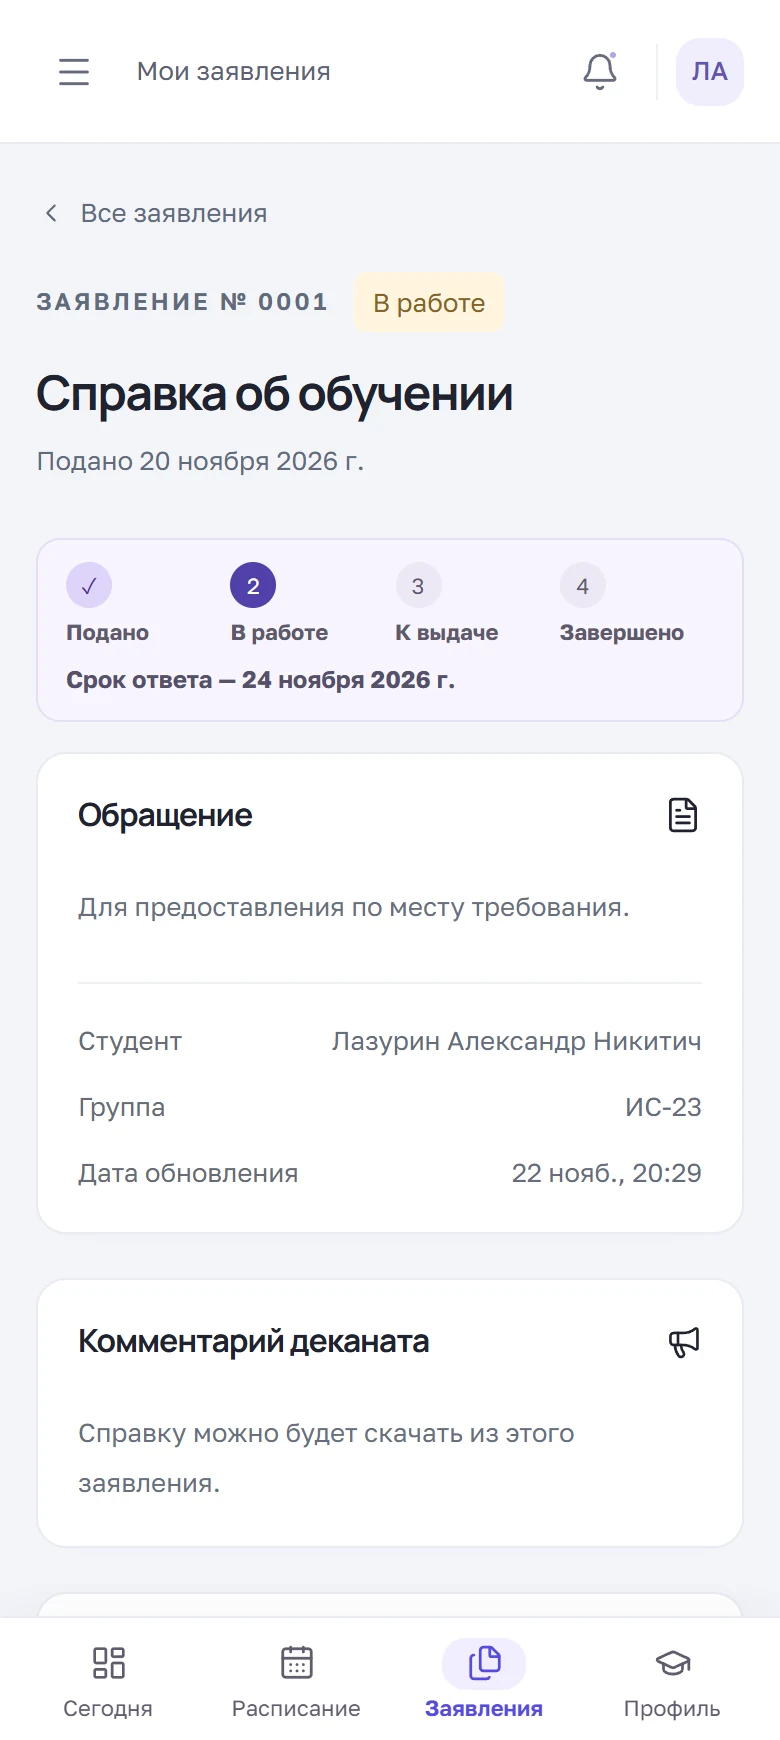 Мои заявления
ЛА
Все заявления
ЗАЯВЛЕНИЕ № 0001
В работе
Справка об обучении
Подано 20 ноября 2026 г.
✓ 2 3 4
Подано В работе К выдаче Завершено
Срок ответа — 24 ноября 2026 г.
Обращение
Для предоставления по месту требования.
Студент Лазурин Александр Никитич
Группа ИС-23
Дата обновления 22 нояб., 20:29
Комментарий деканата
Справку можно будет скачать из этого
заявления.
Сегодня Расписание Заявления Профиль